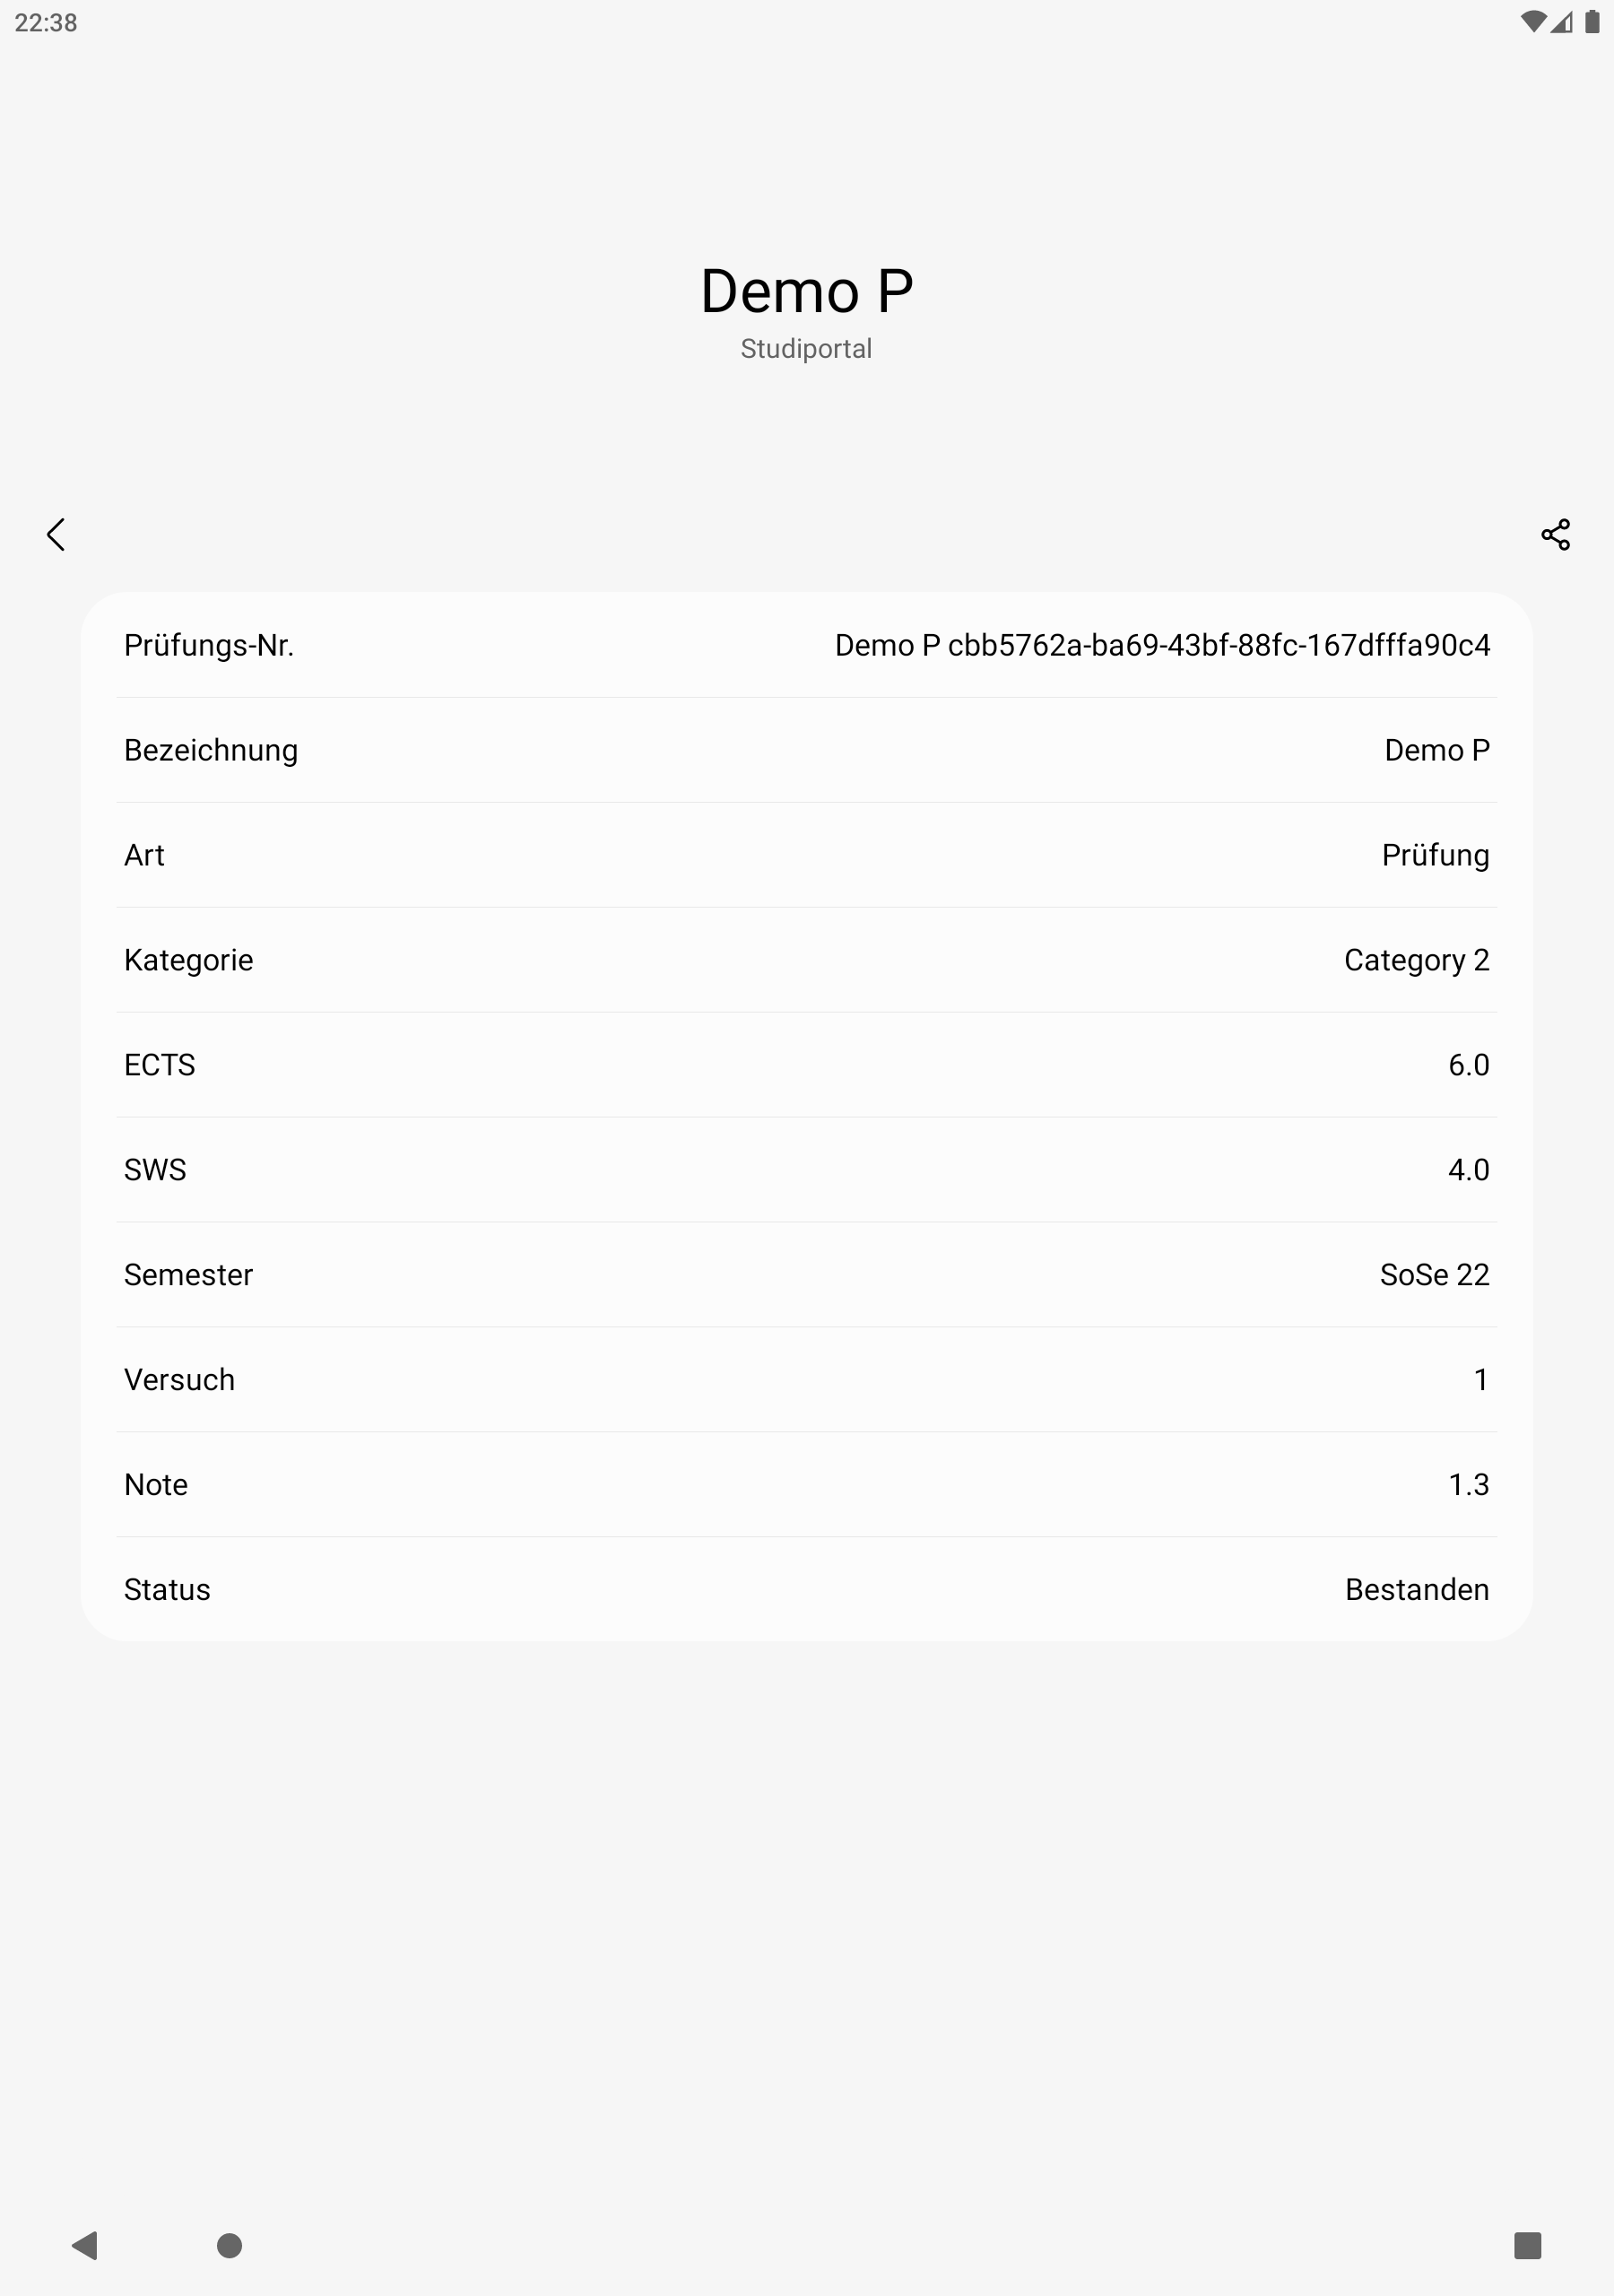 22:38
Demo P
Studiportal
Prüfungs-Nr. Demo P cbb5762a-ba69-43bf-88fc-167dfffa90c4
Bezeichnung Demo P
Art Prüfung
Kategorie Category 2
ECTS 6.0
SWS 4.0
Semester SoSe 22
Versuch 1
Note 1.3
Status Bestanden